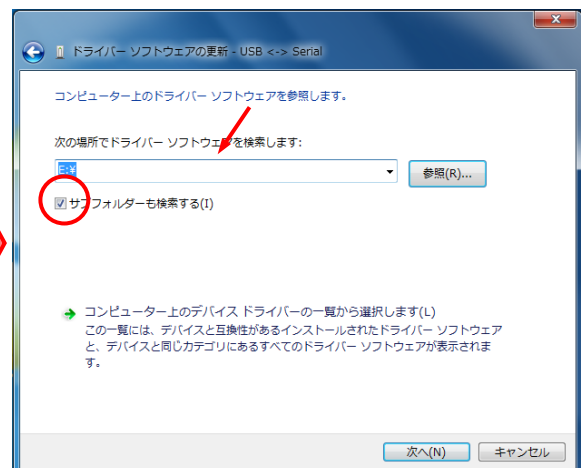 ドライバー ソフトウェアの更新 - USB <-> Serial
コンピューター上のドライバー ソフトウェアを参照します。
次の場所でドライバー ソフトウェアを検索します:
E:¥
参照(R)...
サブフォルダーも検索する(I)
コンピューター上のデバイス ドライバーの一覧から選択します(L)
この一覧には、デバイスと互換性があるインストールされたドライバー ソフトウェア
と、デバイスと同じカテゴリにあるすべてのドライバー ソフトウェアが表示されま
す。
次へ(N)
キャンセル